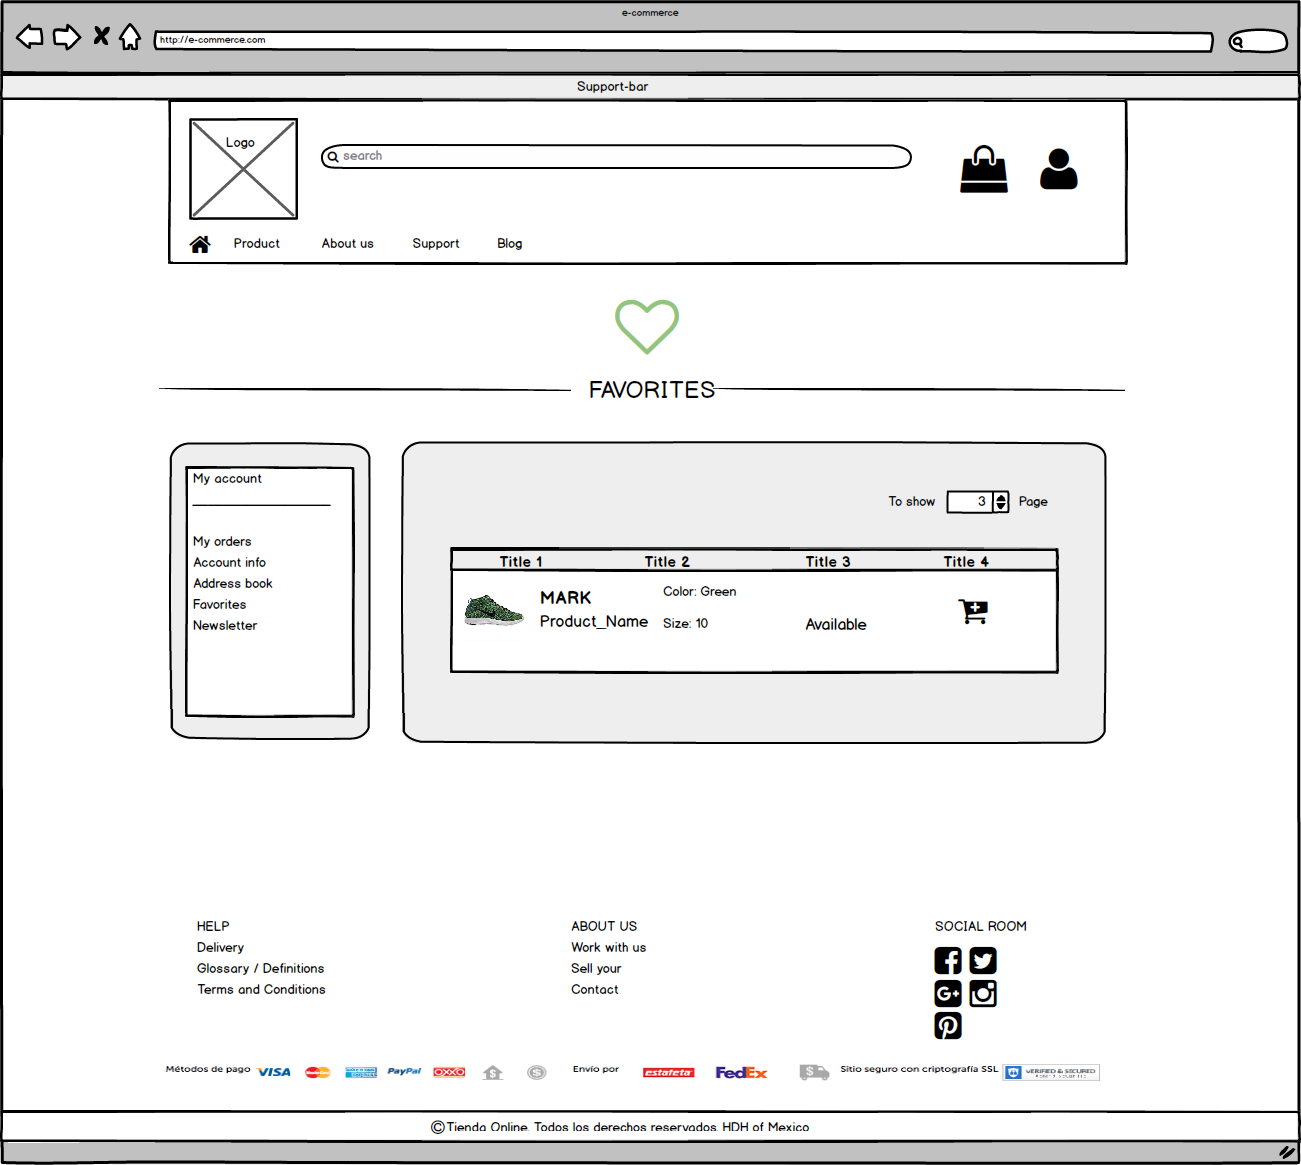 e-commerce
http://e-commerce.com
Support-bar
Logo
search
Product About us Support Blog
FAVORITES
My account
My orders
Account info
Address book
Favorites
Newsletter
To show 3 Page
Title 1 Title 2 Title 3 Title 4
MARK
Product_Name
Color: Green
Size: 10
Available
HELP
Delivery
Glossary / Definitions
Terms and Conditions
ABOUT US
Work with us
Sell your
Contact
SOCIAL ROOM
Métodos de pago VISA MasterCard PayPal OXXO Envío por estafeta FedEx Sitio seguro con criptografía SSL VERIFIED & SECURED
©Tienda Online. Todos los derechos reservados. HDH of Mexico